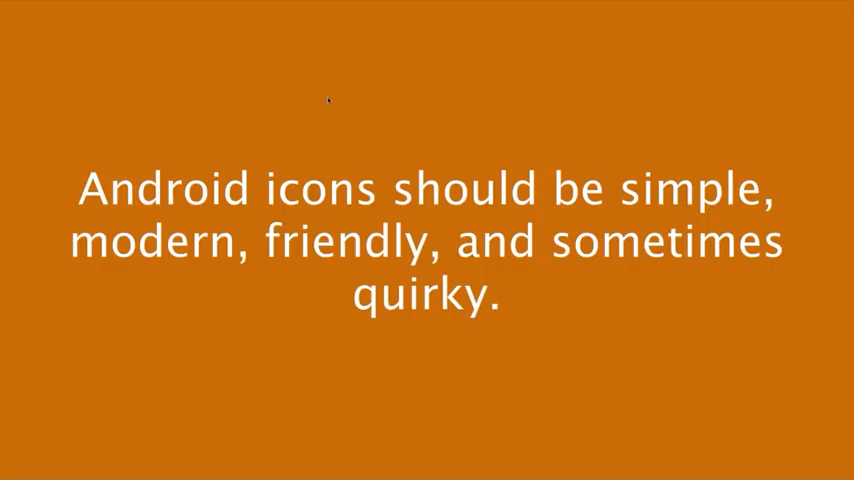 Android icons should be simple,
modern, friendly, and sometimes
quirky.